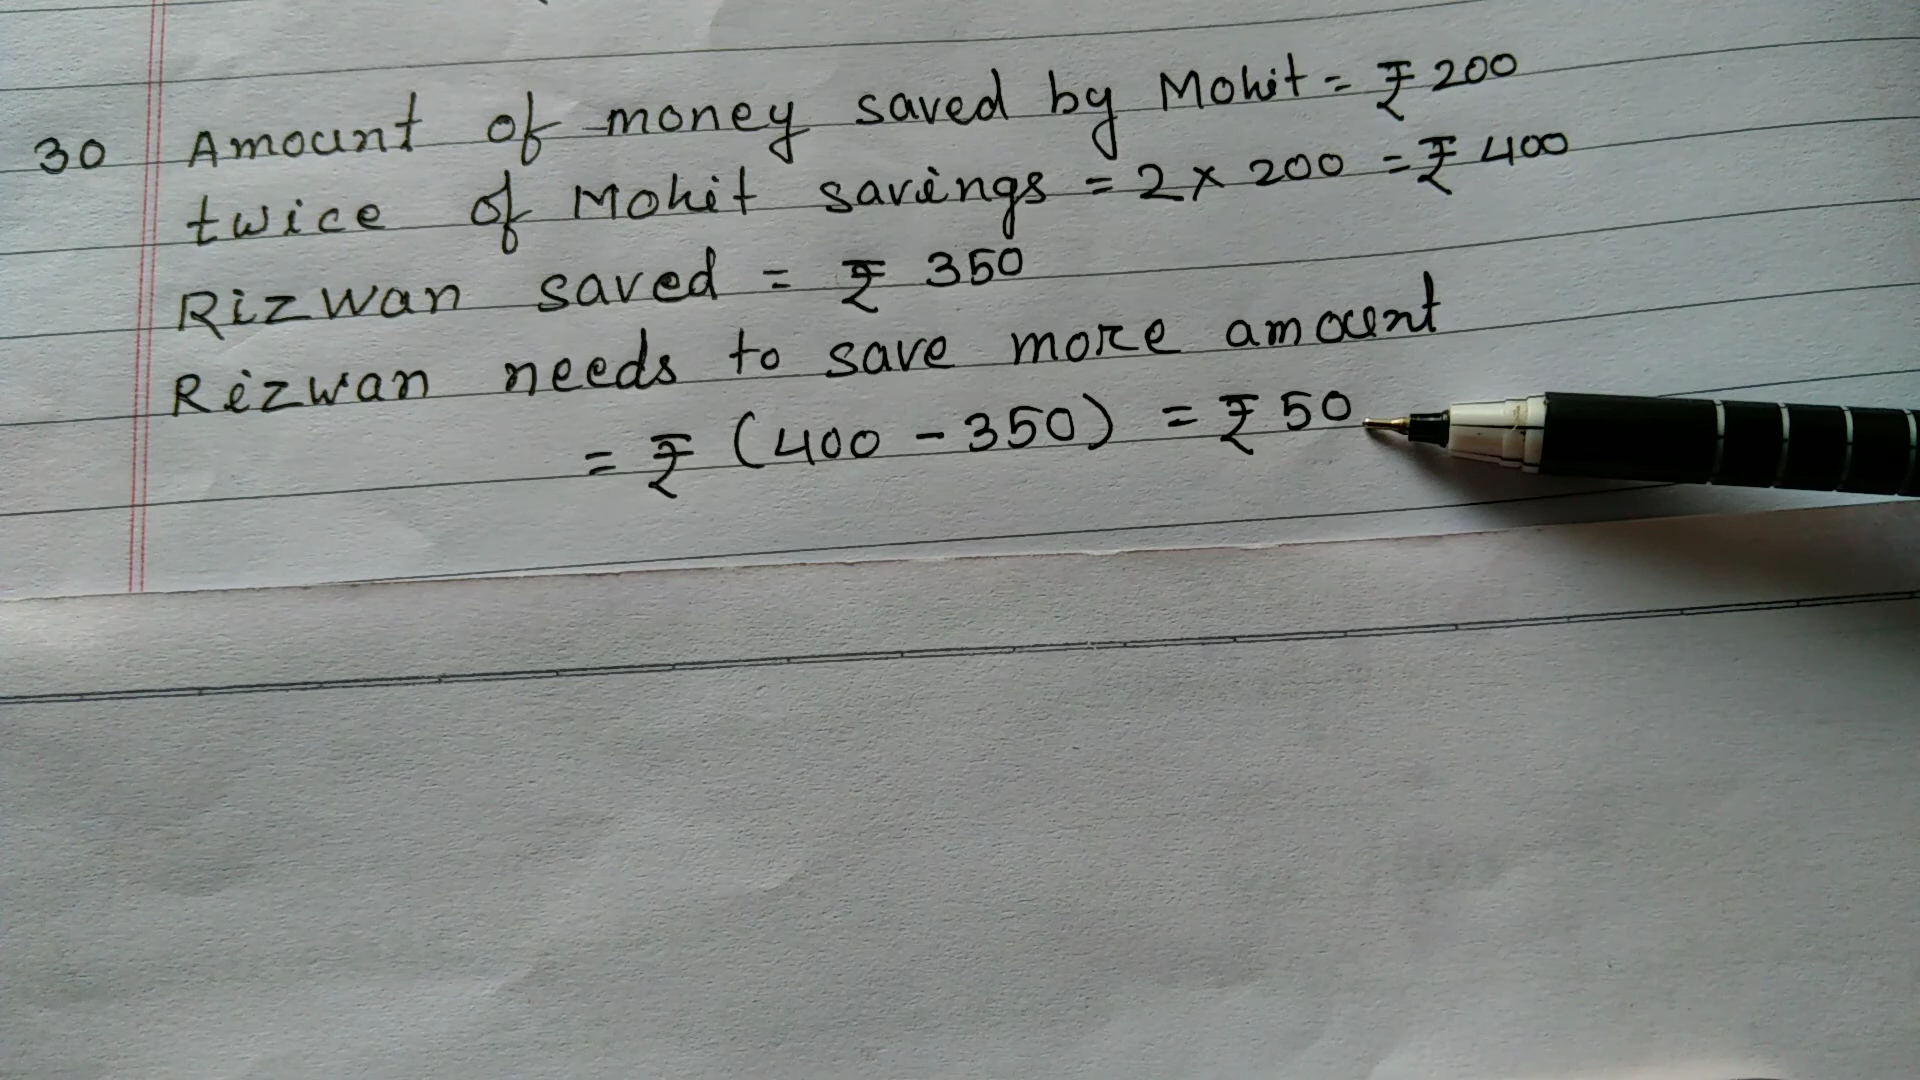 30 Amount of money saved by Mohit = ₹ 200
twice of Mohit savings = 2 × 200 = ₹ 400
Rizwan saved = ₹ 350
Rizwan needs to save more amount
= ₹ (400 - 350) = ₹ 50